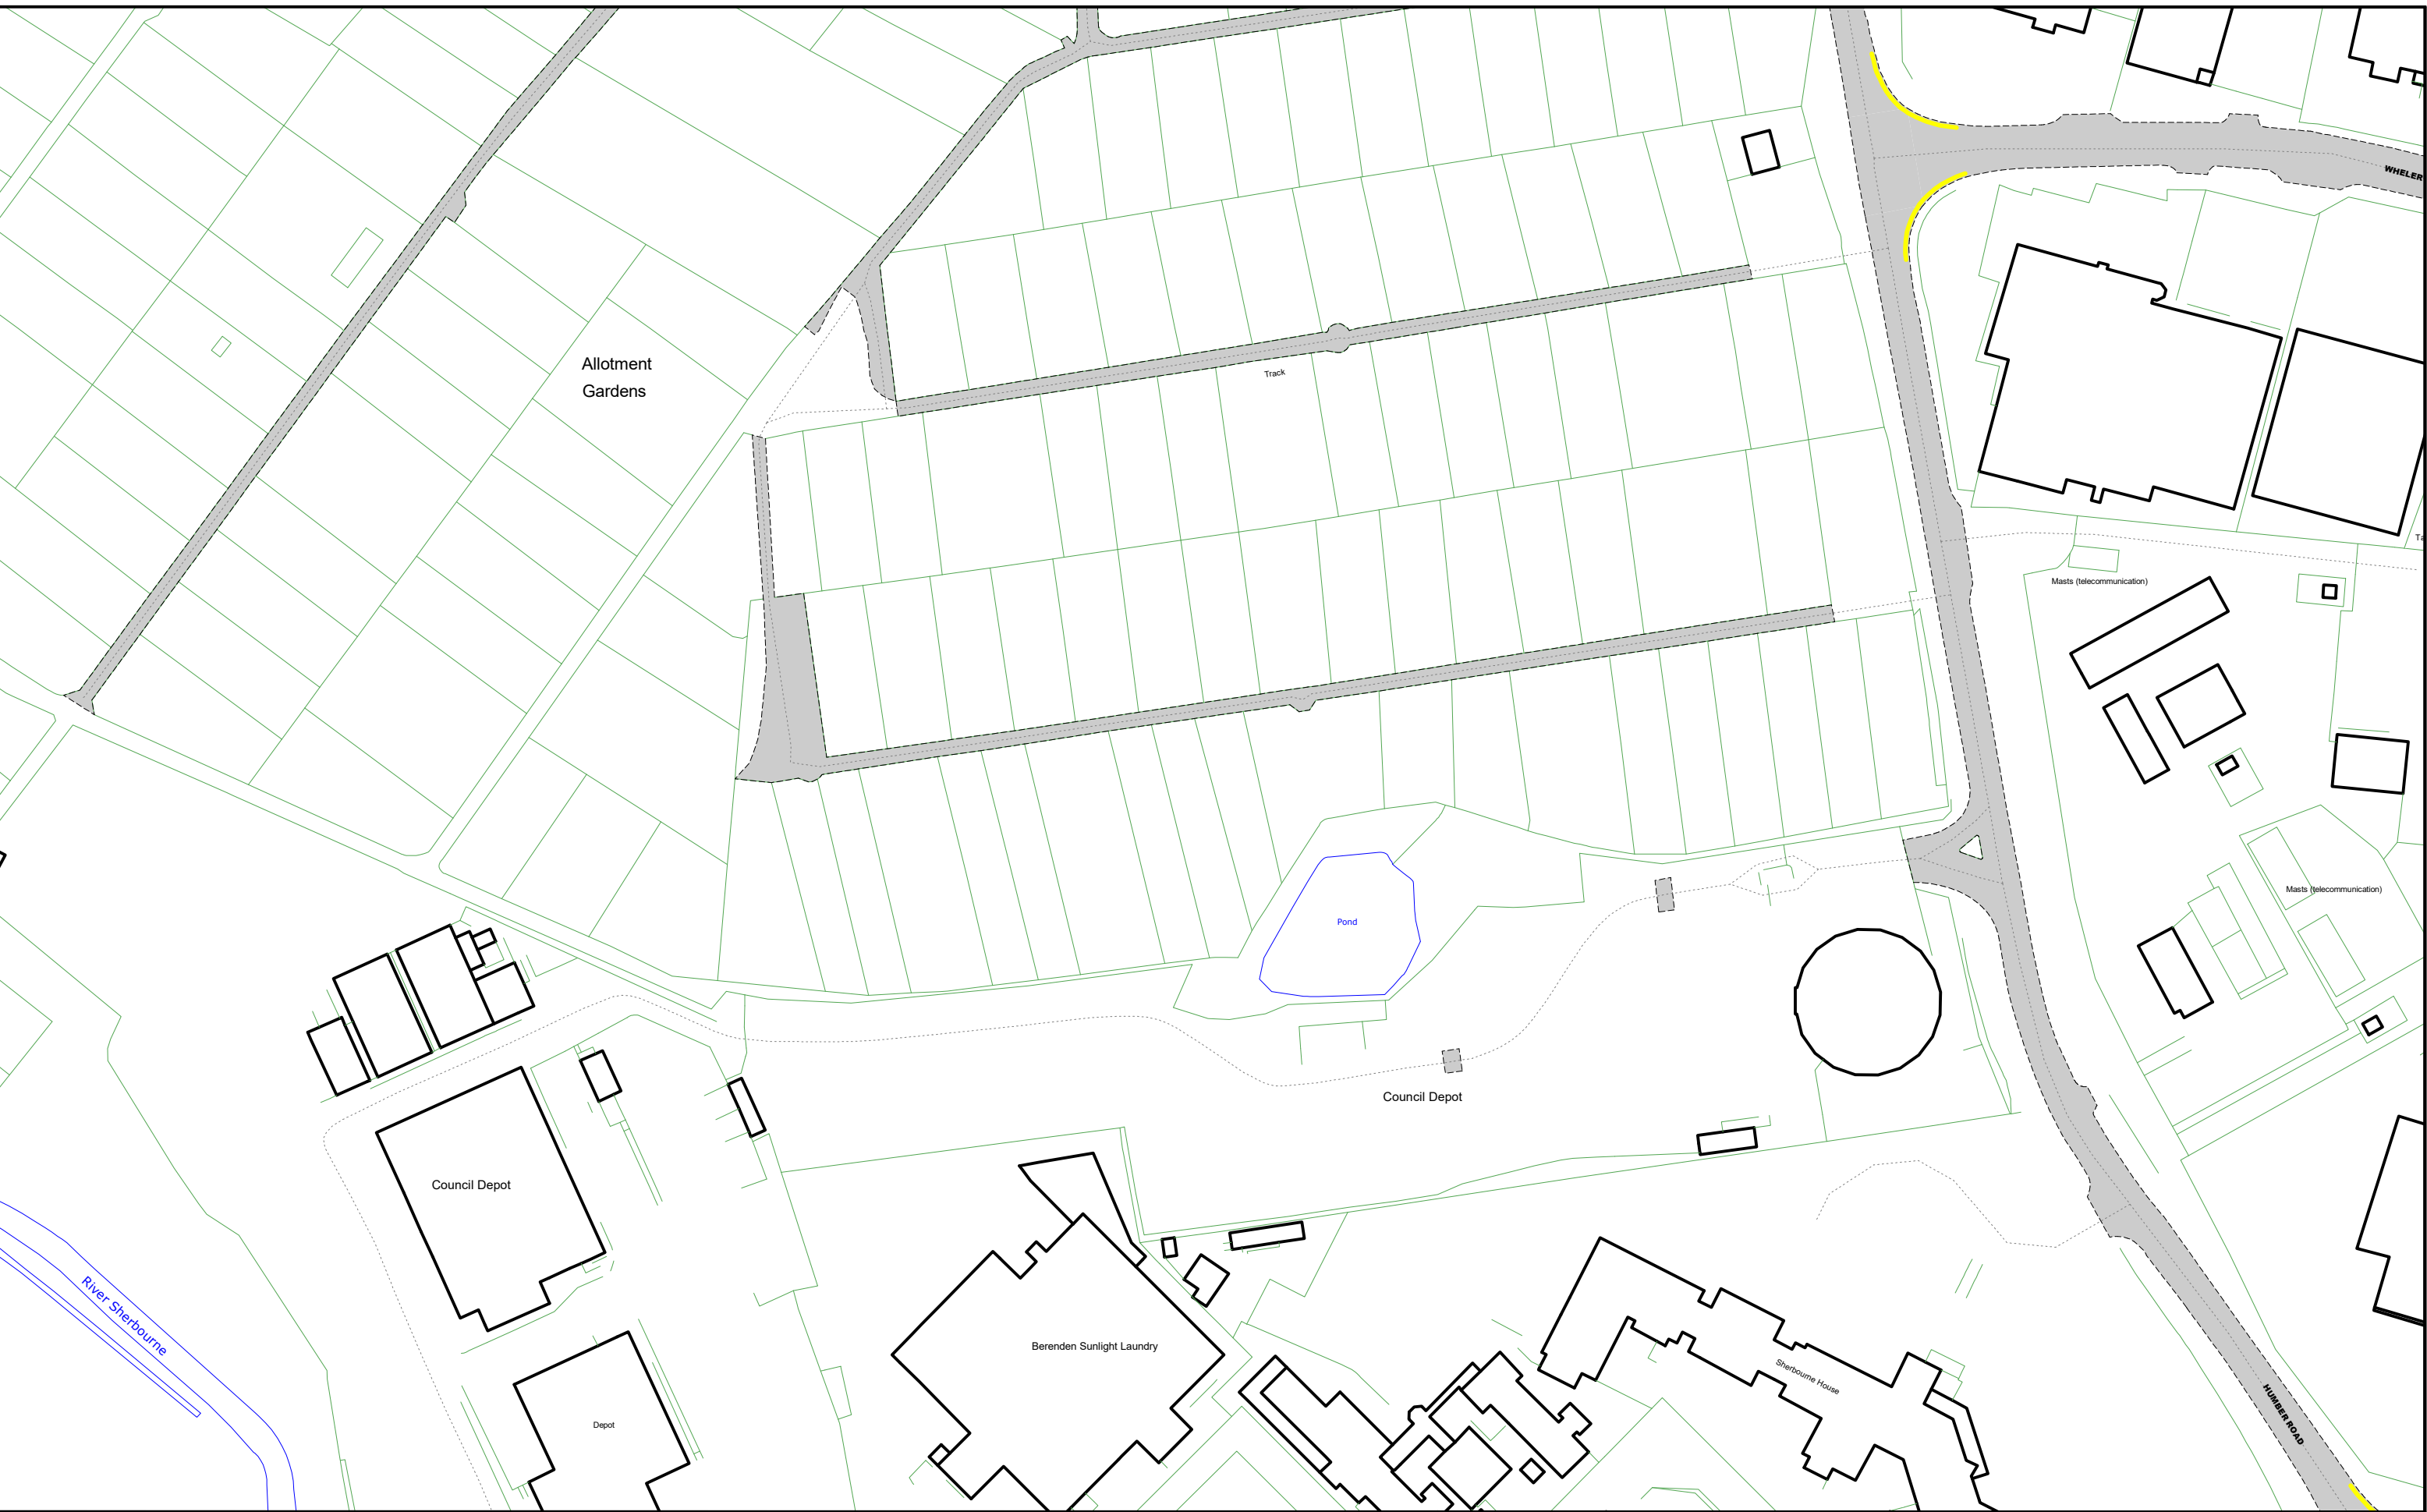 WHELER
Allotment
Gardens
Track
Masts (telecommunication)
Masts (telecommunication)
Pond
Council Depot
Council Depot
River Sherbourne
Berenden Sunlight Laundry
Sherbourne House
Depot
HUMBER ROAD